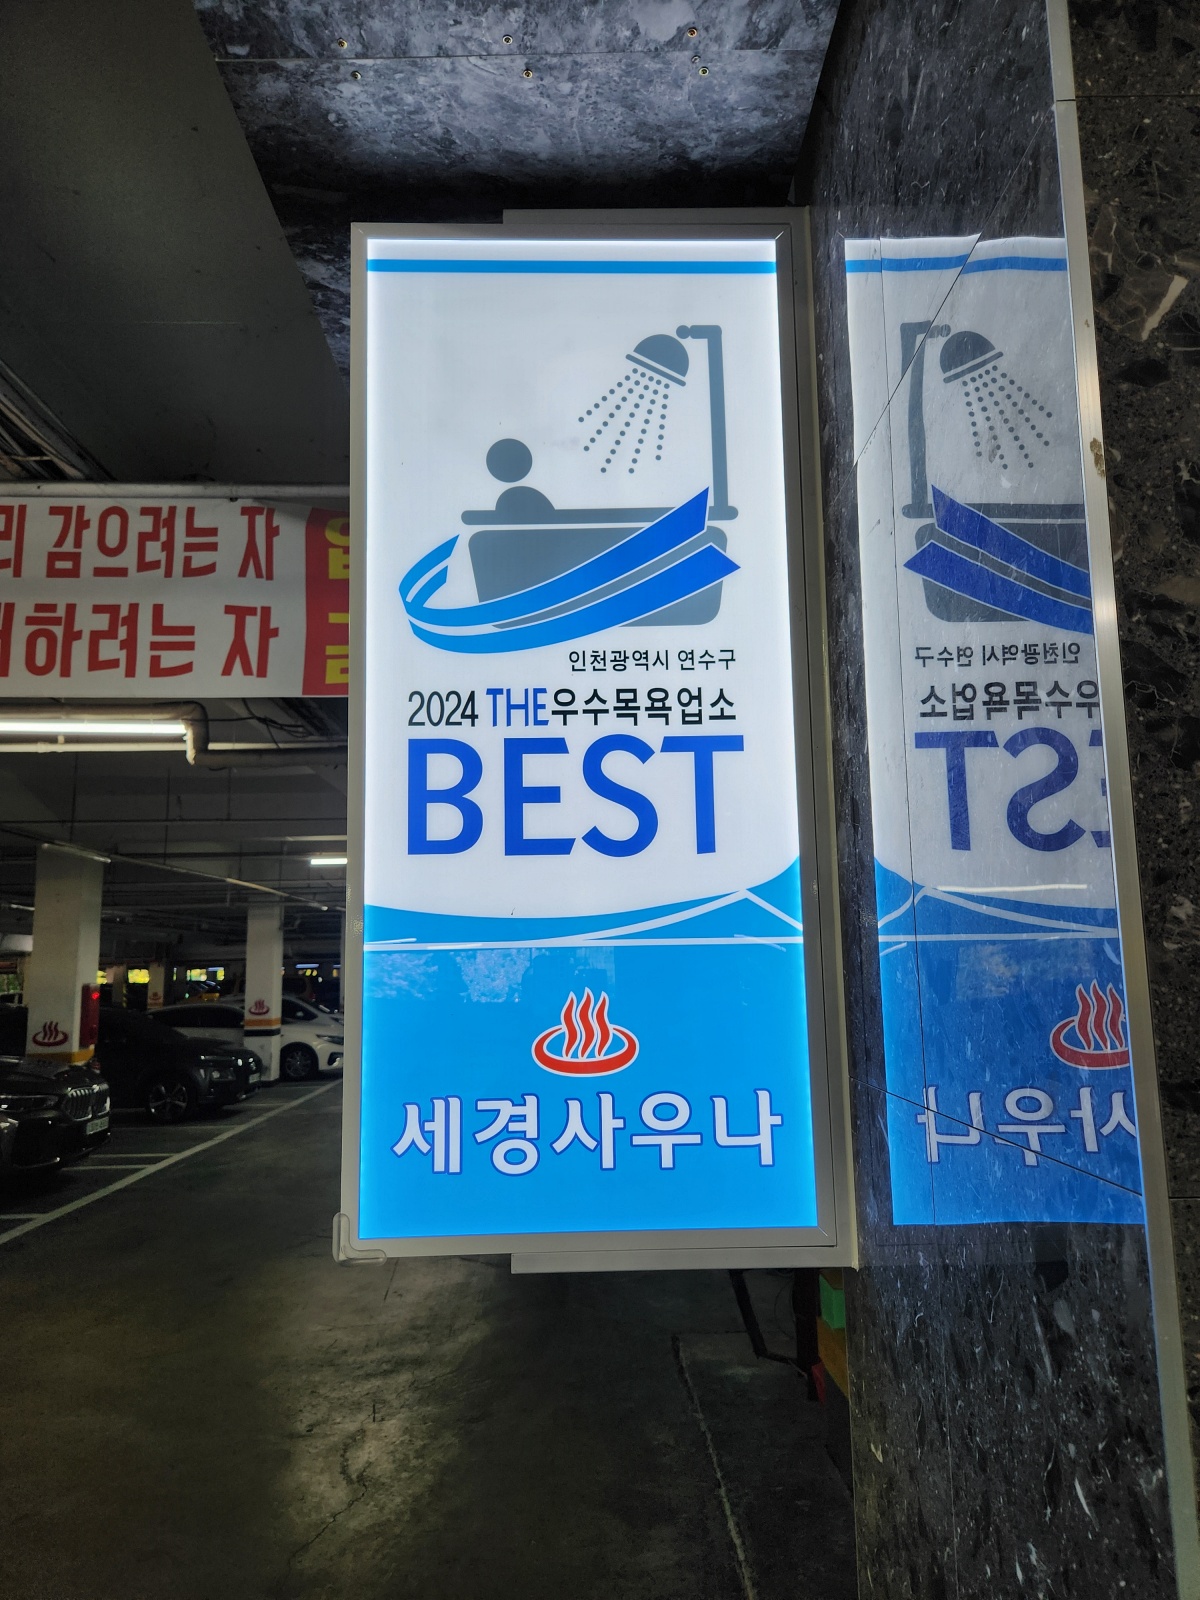 감으려는 자
하려는 자
인천광역시 연수구
2024 THE우수목욕업소
BEST
세경사우나